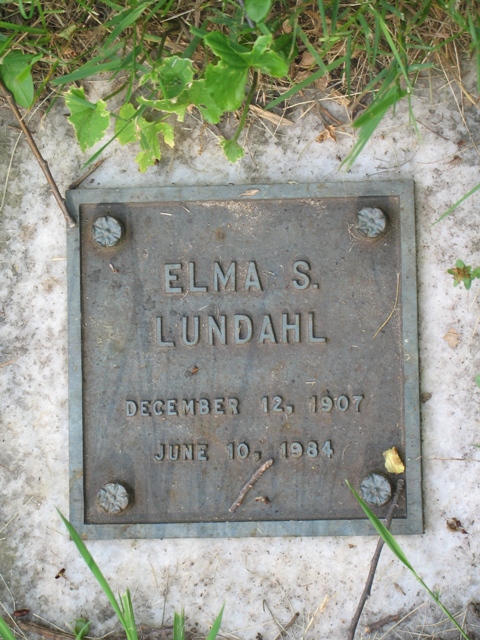 ELMA S.
LUNDAHL
DECEMBER 12, 1907
JUNE 10, 1984